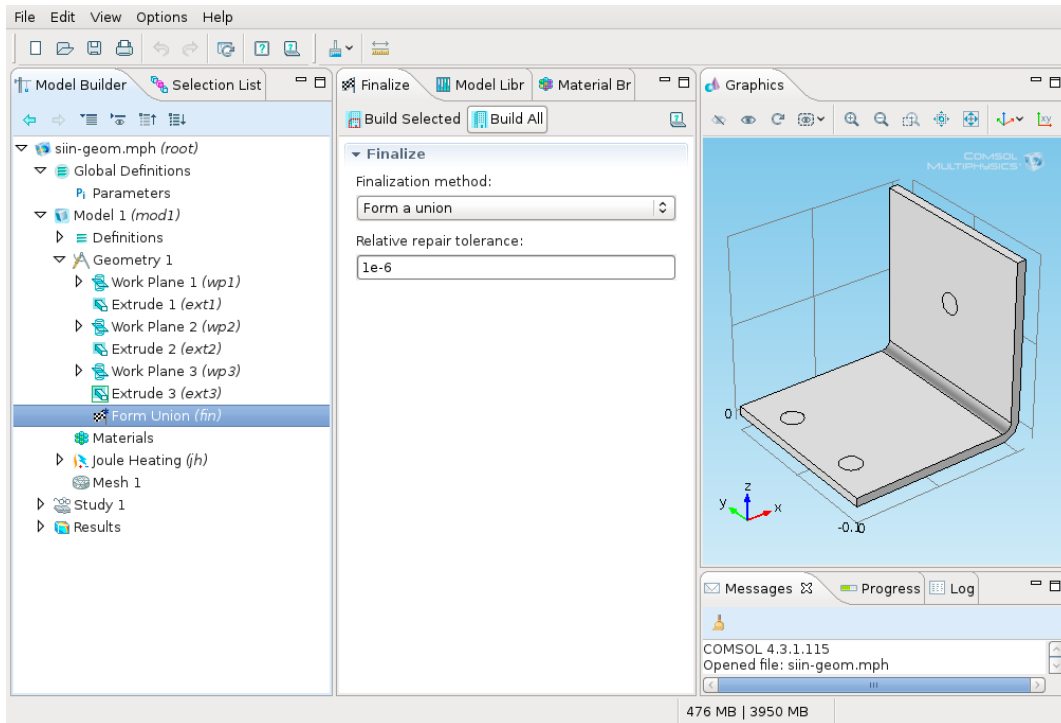 File Edit View Options Help
Model Builder Selection List
siin-geom.mph (root)
Global Definitions
Pi Parameters
Model 1 (mod1)
Definitions
Geometry 1
Work Plane 1 (wp1)
Extrude 1 (ext1)
Work Plane 2 (wp2)
Extrude 2 (ext2)
Work Plane 3 (wp3)
Extrude 3 (ext3)
Form Union (fin)
Materials
Joule Heating (jh)
Mesh 1
Study 1
Results
Finalize Model Libr Material Br
Build Selected Build All
Finalize
Finalization method:
Form a union
Relative repair tolerance:
1e-6
Graphics
xy
COMSOL
MULTIPHYSICS
0
z
y
x
Messages Progress Log
COMSOL 4.3.1.115
Opened file: siin-geom.mph
476 MB | 3950 MB